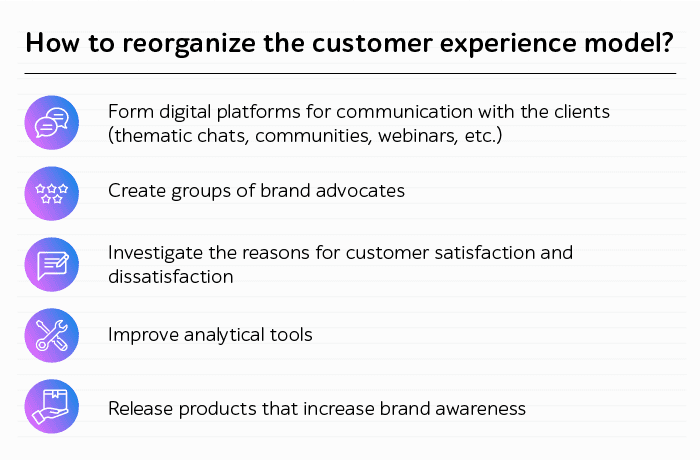 How to reorganize the customer experience model?
Form digital platforms for communication with the clients
(thematic chats, communities, webinars, etc.)
Create groups of brand advocates
Investigate the reasons for customer satisfaction and
dissatisfaction
Improve analytical tools
Release products that increase brand awareness